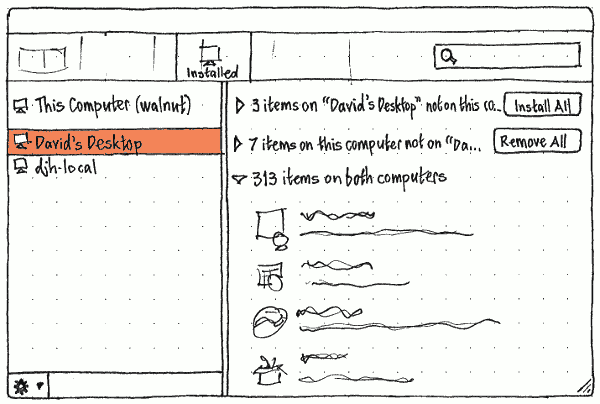 Installed
This Computer (walnut)
David's Desktop
djh-local
3 items on "David's Desktop" not on this co...
Install All
7 items on this computer not on "Da...
Remove All
313 items on both computers